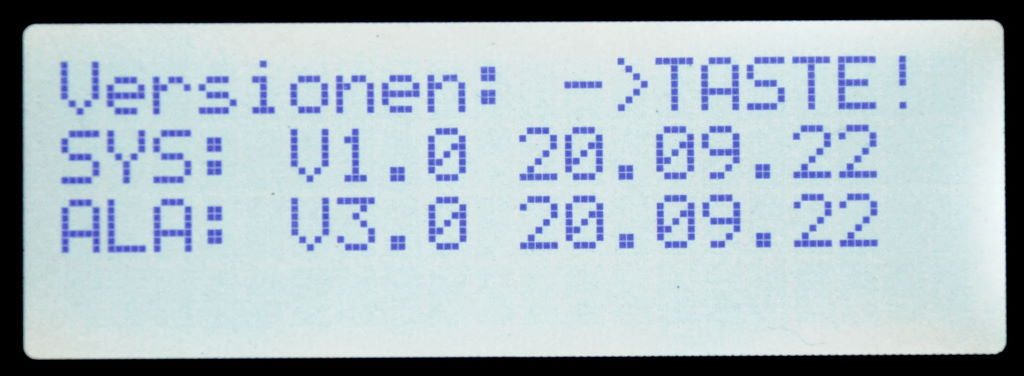 Versionen: ->TASTE!
SYS: V1.0 20.09.22
ALA: V3.0 20.09.22